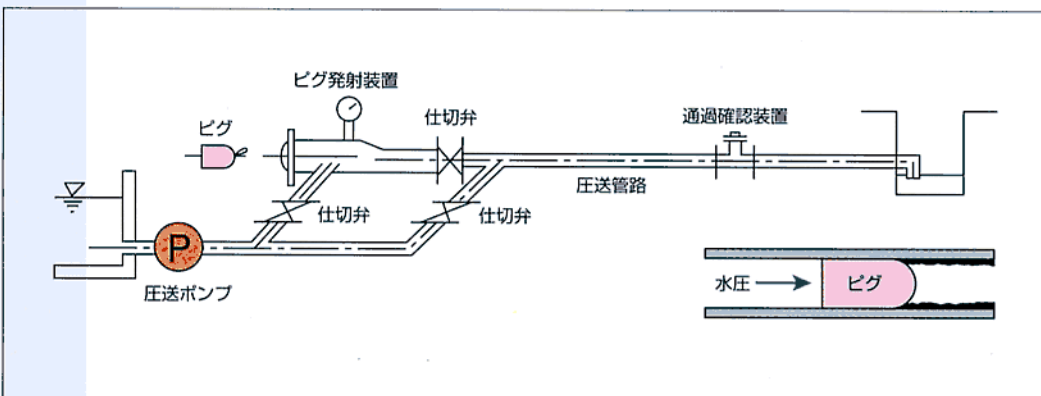 ピグ発射装置
仕切弁
通過確認装置
ピグ
圧送管路
仕切弁
仕切弁
P
圧送ポンプ
水圧
ピグ